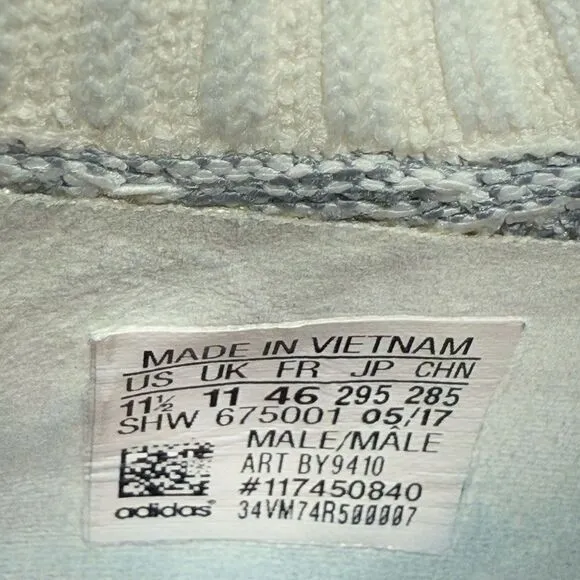 MADE IN VIETNAM
US UK FR JP CHN
11½ 11 46 295 285
SHW 675001 05/17
MALE/MÂLE
ART BY9410
#117450840
adidas 34VM74R500007